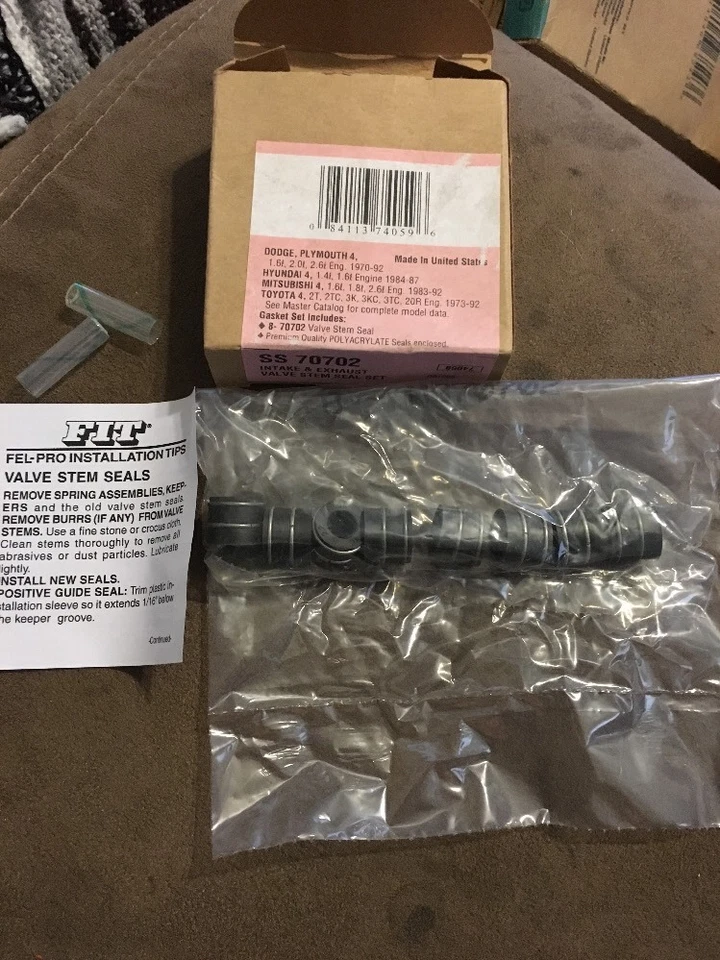 0 84113 74059 6
DODGE, PLYMOUTH 4, Made In United States
1.6ℓ, 2.0ℓ, 2.6ℓ Eng. 1970-92
HYUNDAI 4, 1.4ℓ, 1.6ℓ Engine 1984-87
MITSUBISHI 4, 1.6ℓ, 1.8ℓ, 2.6ℓ Eng. 1983-92
TOYOTA 4, 2T, 2TC, 3K, 3KC, 3TC, 20R Eng. 1973-92
See Master Catalog for complete model data.
Gasket Set Includes:
◆ 8- 70702 Valve Stem Seal
◆ Premium Quality POLYACRYLATE Seals enclosed.
SS 70702
INTAKE & EXHAUST
VALVE STEM SEAL SET
FIT®
FEL-PRO INSTALLATION TIPS
VALVE STEM SEALS
REMOVE SPRING ASSEMBLIES, KEEP-
ERS and the old valve stem seals.
REMOVE BURRS (IF ANY) FROM VALVE
STEMS. Use a fine stone or crocus cloth.
Clean stems thoroughly to remove all
abrasives or dust particles. Lubricate
lightly.
INSTALL NEW SEALS.
POSITIVE GUIDE SEAL: Trim plastic in-
stallation sleeve so it extends 1/16" below
the keeper groove.
-Continued-